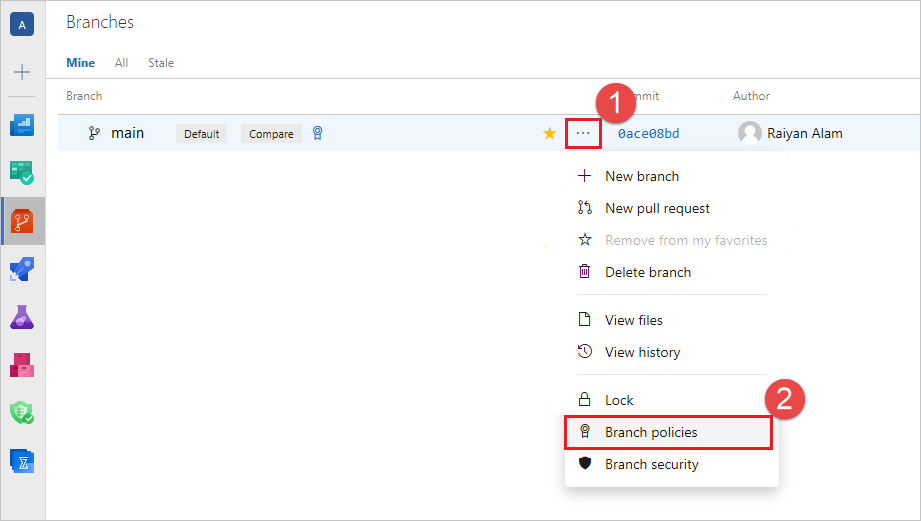 A
Branches
Mine All Stale
Branch mmit Author
1
main Default Compare ... 0ace08bd Raiyan Alam
New branch
New pull request
Remove from my favorites
Delete branch
View files
View history
Lock
2
Branch policies
Branch security